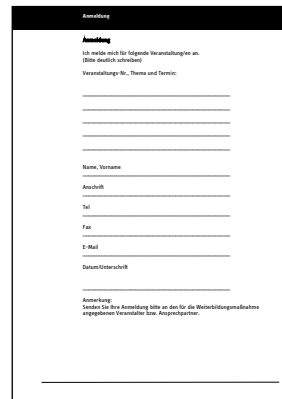 Anmeldung
Anmeldung
Ich melde mich für folgende Veranstaltung/en an.
(Bitte deutlich schreiben)
Veranstaltungs-Nr., Thema und Termin:
Name, Vorname
Anschrift
Tel
Fax
E-Mail
Datum/Unterschrift
Anmerkung:
Senden Sie Ihre Anmeldung bitte an den für die Weiterbildungsmaßnahme
angegebenen Veranstalter bzw. Ansprechpartner.